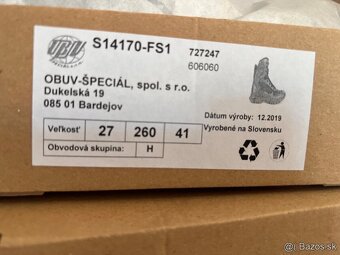 UBV S14170-FS1 727247
606060
OBUV-ŠPECIÁL, spol. s r.o.
Dukelská 19
085 01 Bardejov
Dátum výroby: 12.2019
Veľkosť 27 260 41 Vyrobené na Slovensku
Obvodová skupina: H
© Bazos.sk